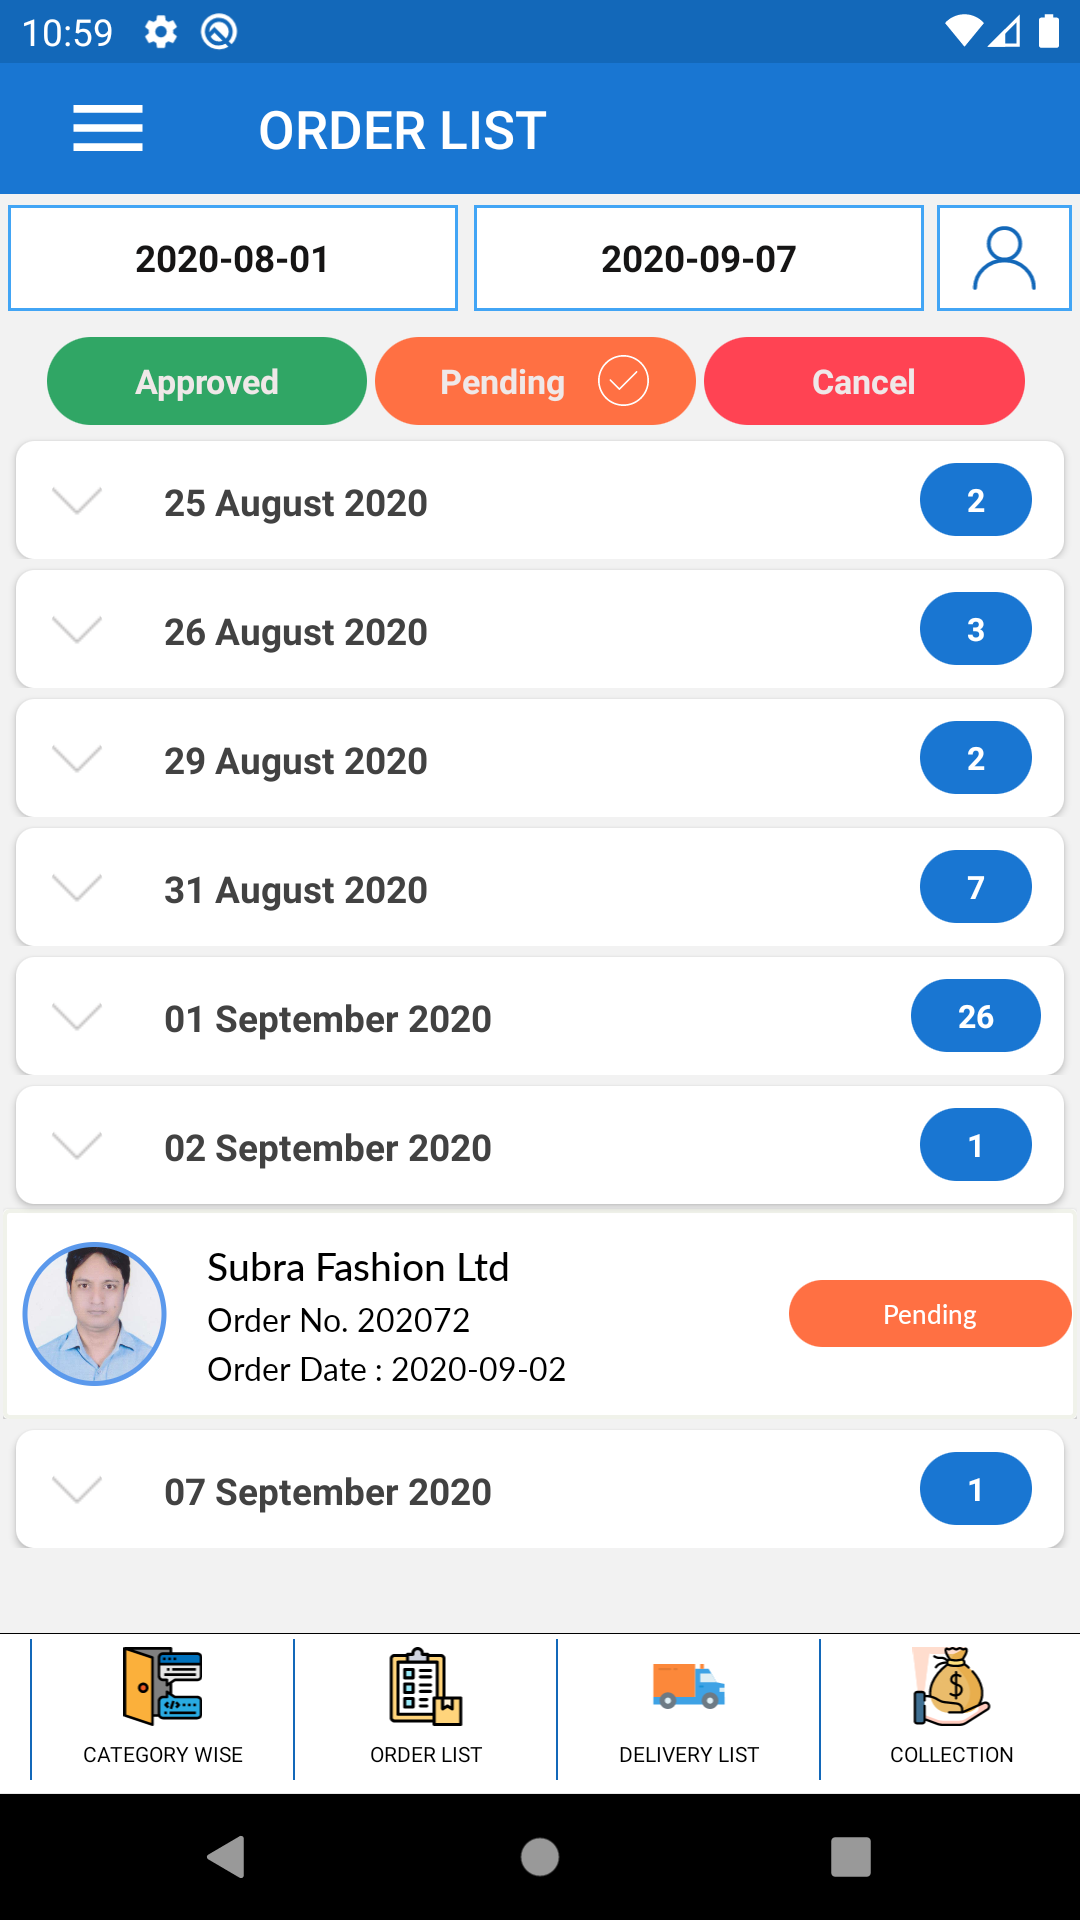 10:59
ORDER LIST
2020-08-01
2020-09-07
Approved
Pending
Cancel
25 August 2020
2
26 August 2020
3
29 August 2020
2
31 August 2020
7
01 September 2020
26
02 September 2020
1
Subra Fashion Ltd
Order No. 202072
Order Date : 2020-09-02
Pending
07 September 2020
1
CATEGORY WISE
ORDER LIST
DELIVERY LIST
COLLECTION